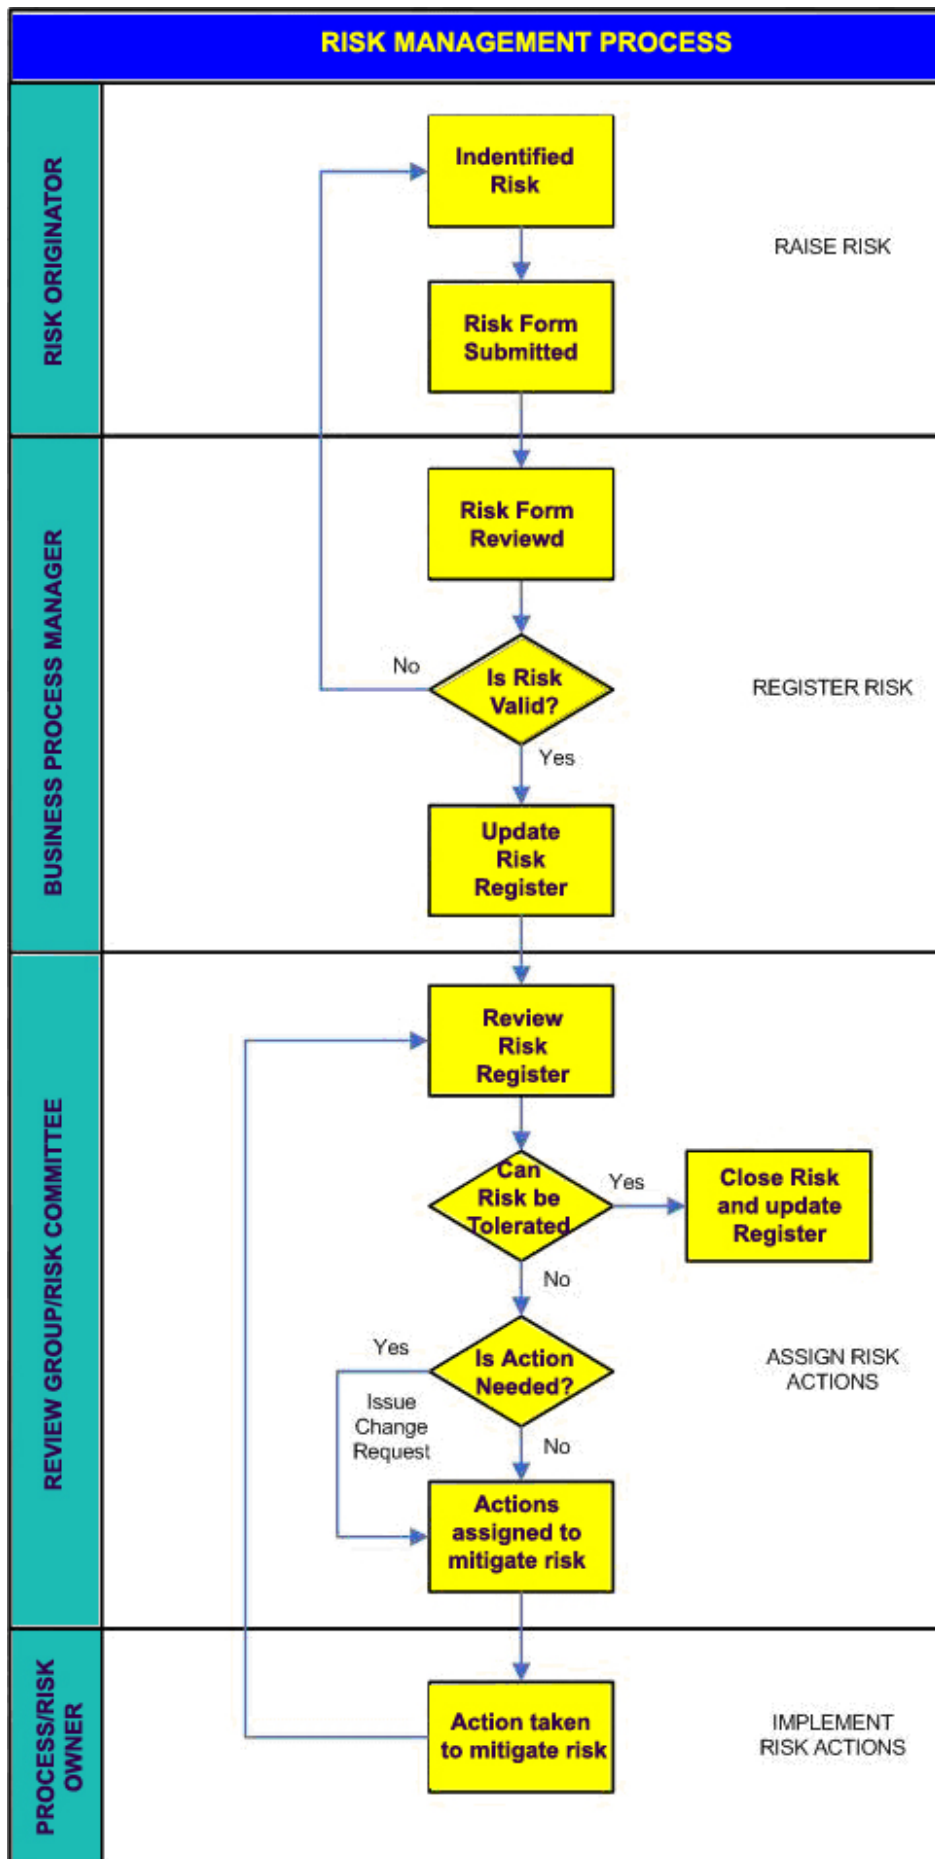 RISK MANAGEMENT PROCESS
RISK ORIGINATOR
Indentified
Risk
RAISE RISK
Risk Form
Submitted
BUSINESS PROCESS MANAGER
Risk Form
Reviewd
No
Is Risk
Valid?
REGISTER RISK
Yes
Update
Risk
Register
REVIEW GROUP/RISK COMMITTEE
Review
Risk
Register
Can
Risk be
Tolerated
Yes
Close Risk
and update
Register
No
Yes
Is Action
Needed?
ASSIGN RISK
ACTIONS
Issue
Change
Request
No
Actions
assigned to
mitigate risk
PROCESS/RISK
OWNER
Action taken
to mitigate risk
IMPLEMENT
RISK ACTIONS